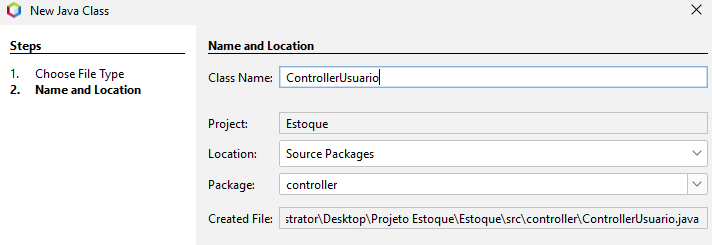 New Java Class
Steps
1. Choose File Type
2. Name and Location
Name and Location
Class Name: ControllerUsuario
Project: Estoque
Location: Source Packages
Package: controller
Created File: strator\Desktop\Projeto Estoque\Estoque\src\controller\ControllerUsuario.java